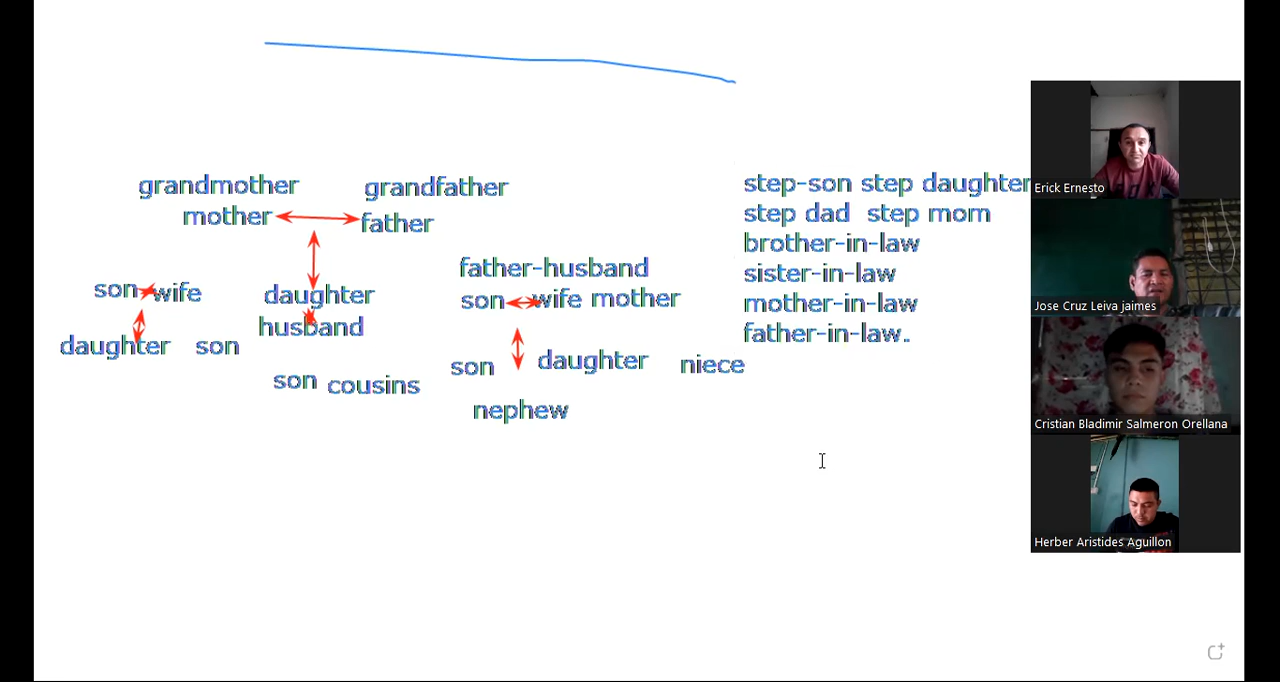 grandmother grandfather
mother father
son wife
daughter
husband
daughter son
son cousins
father-husband
son wife mother
son daughter niece
nephew
step-son step daughter
step dad step mom
brother-in-law
sister-in-law
mother-in-law
father-in-law.
Erick Ernesto
Jose Cruz Leiva jaimes
Cristian Bladimir Salmeron Orellana
Herber Aristides Aguillon